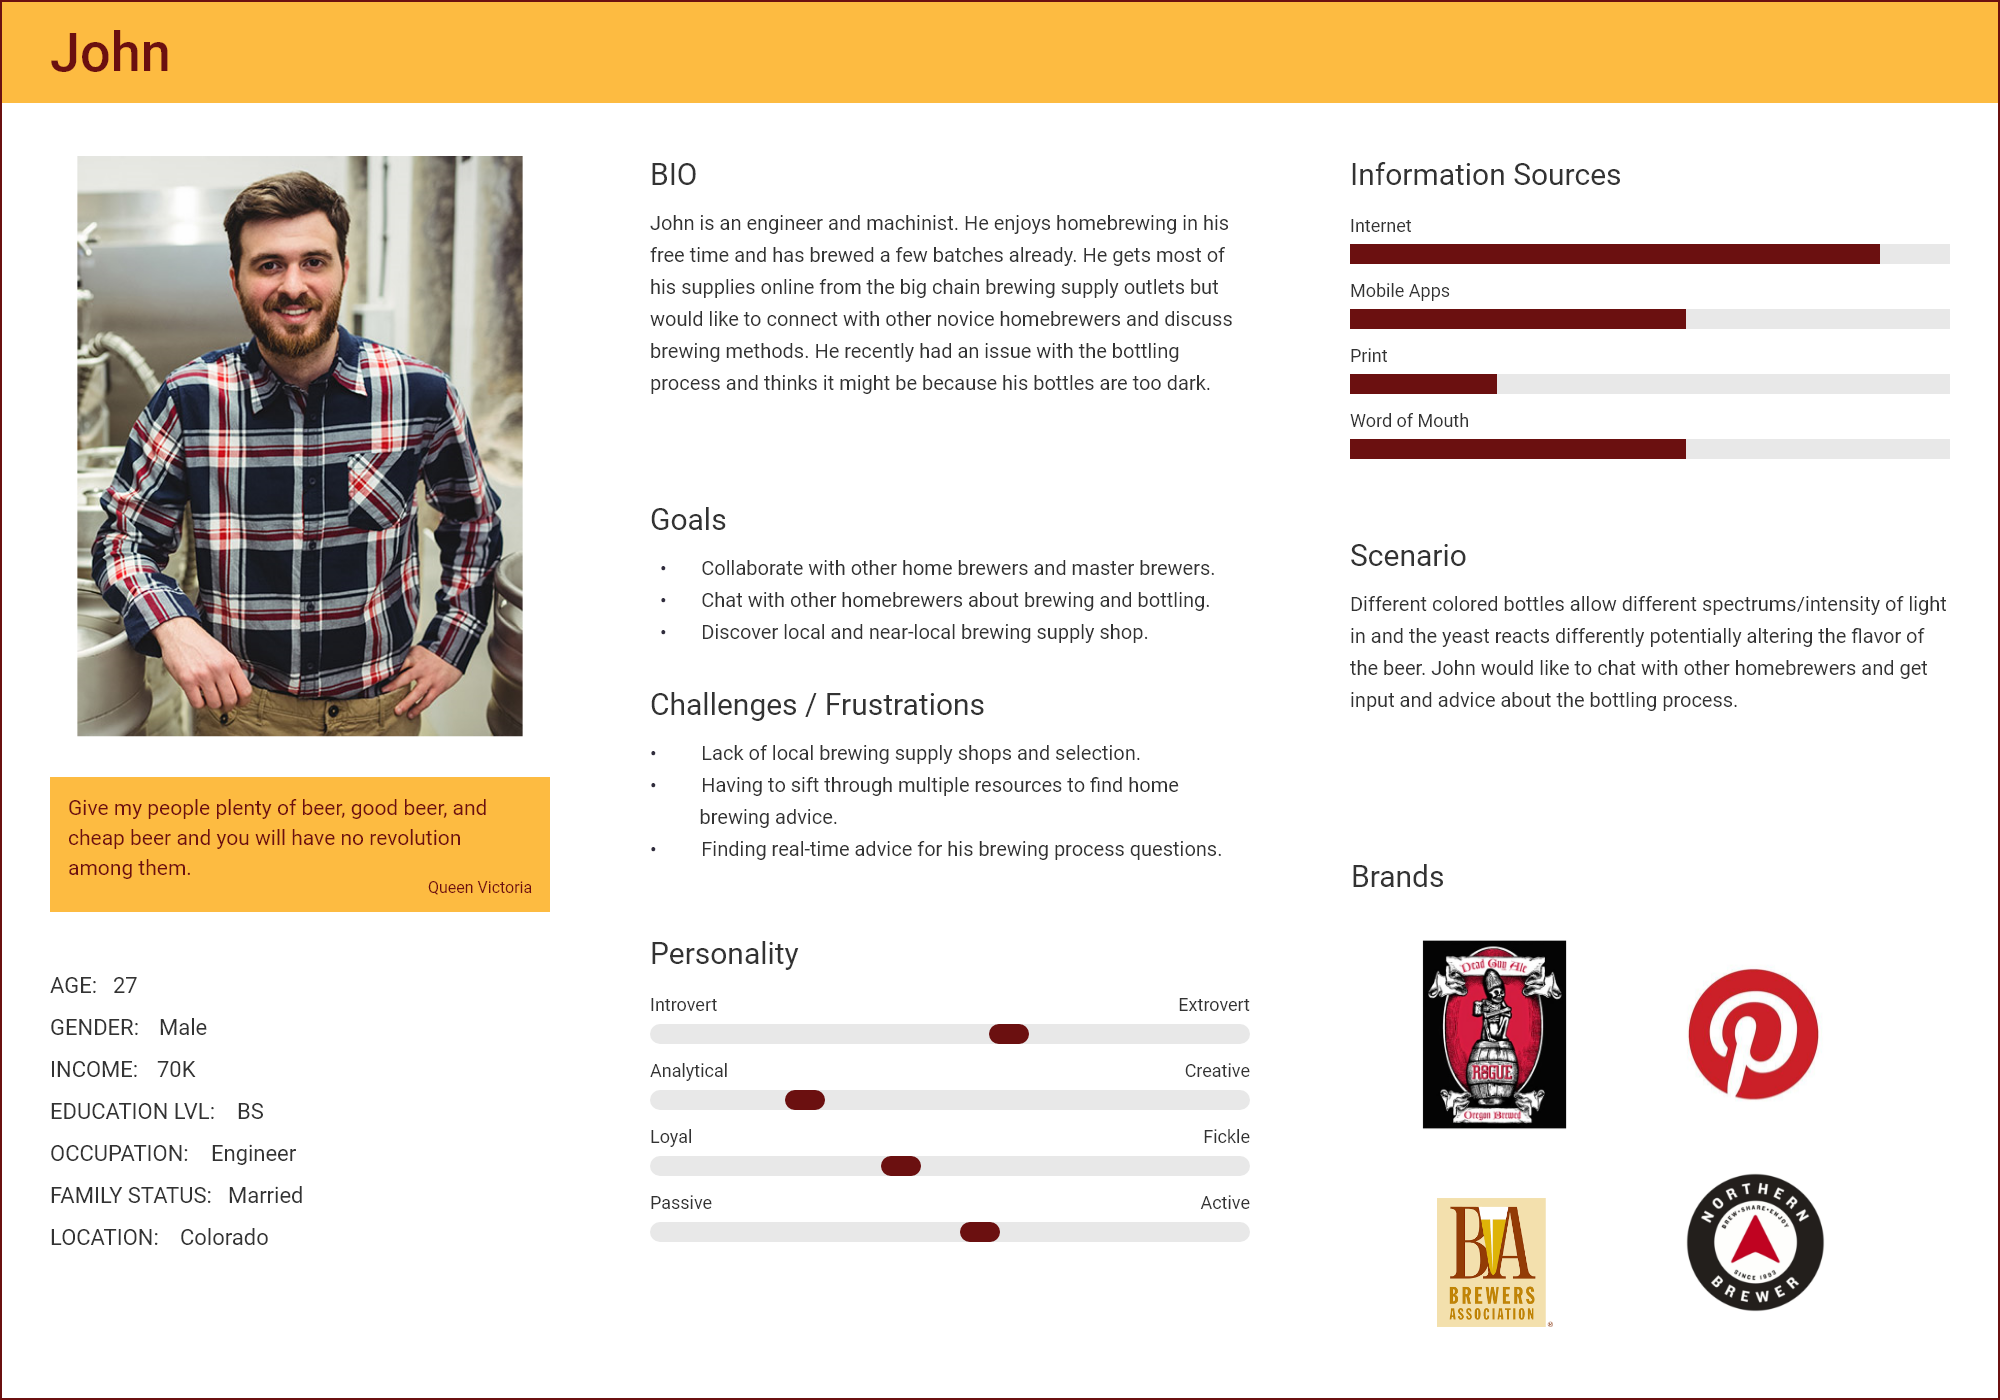 John
Give my people plenty of beer, good beer, and
cheap beer and you will have no revolution
among them.
Queen Victoria
AGE: 27
GENDER: Male
INCOME: 70K
EDUCATION LVL: BS
OCCUPATION: Engineer
FAMILY STATUS: Married
LOCATION: Colorado
BIO
John is an engineer and machinist. He enjoys homebrewing in his
free time and has brewed a few batches already. He gets most of
his supplies online from the big chain brewing supply outlets but
would like to connect with other novice homebrewers and discuss
brewing methods. He recently had an issue with the bottling
process and thinks it might be because his bottles are too dark.
Goals
• Collaborate with other home brewers and master brewers.
• Chat with other homebrewers about brewing and bottling.
• Discover local and near-local brewing supply shop.
Challenges / Frustrations
• Lack of local brewing supply shops and selection.
• Having to sift through multiple resources to find home
brewing advice.
• Finding real-time advice for his brewing process questions.
Personality
Introvert Extrovert
Analytical Creative
Loyal Fickle
Passive Active
Information Sources
Internet
Mobile Apps
Print
Word of Mouth
Scenario
Different colored bottles allow different spectrums/intensity of light
in and the yeast reacts differently potentially altering the flavor of
the beer. John would like to chat with other homebrewers and get
input and advice about the bottling process.
Brands
Dead Guy Ale
ROGUE
Oregon Brewed
BA
BREWERS
ASSOCIATION
®
NORTHERN
BREW·SHARE·ENJOY
SINCE 1993
BREWER